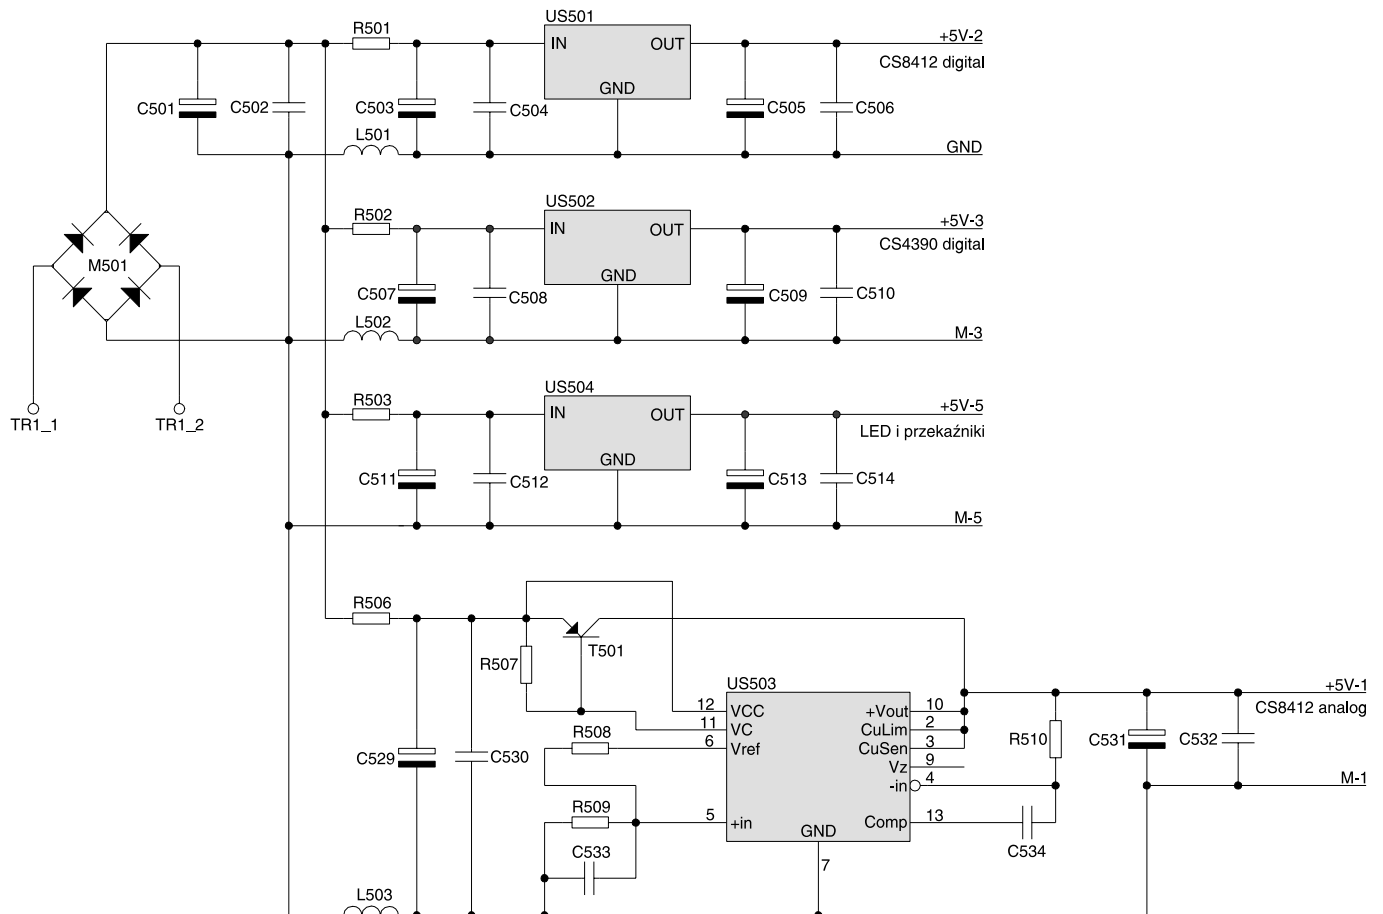 US501
R501
IN
OUT
+5V-2
CS8412 digital
GND
C501
C502
C503
C504
C505
C506
L501
GND
US502
R502
IN
OUT
+5V-3
CS4390 digital
M501
GND
C507
C508
C509
C510
L502
M-3
US504
R503
IN
OUT
+5V-5
LED i przekaźniki
TR1_1
TR1_2
GND
C511
C512
C513
C514
M-5
R506
T501
R507
US503
+5V-1
CS8412 analog
12
VCC
+Vout
10
11
VC
CuLim
2
R508
6
Vref
CuSen
3
R510
C531
C532
C529
C530
Vz
9
-in
4
M-1
R509
5
+in
Comp
13
GND
C533
7
C534
L503